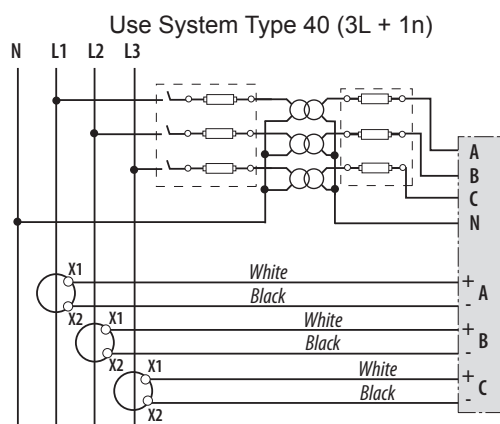 Use System Type 40 (3L + 1n)
N L1 L2 L3
A
B
C
N
X1 White +
Black - A
X2 X1 White +
Black - B
X2 X1 White +
Black - C
X2